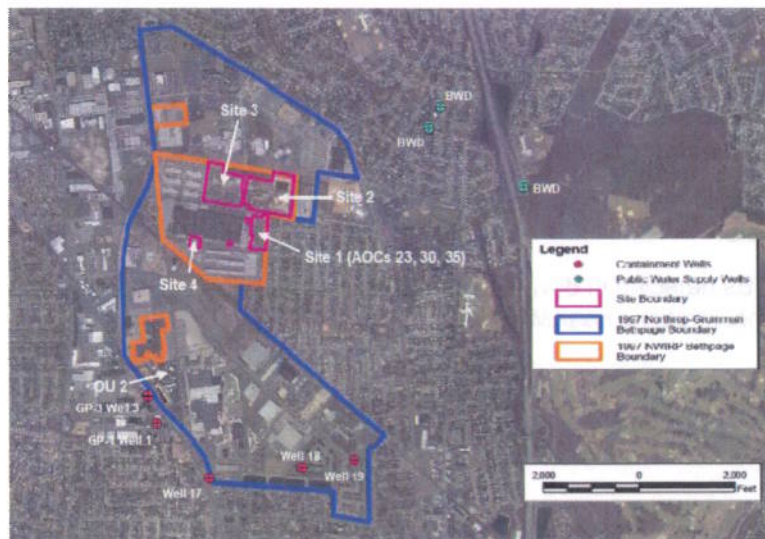 BWD
BWD
Site 3
Site 2
BWD
Site 1 (AOCs 23, 30, 35)
Site 4
Legend
Containment Wells
Public Water Supply Wells
Site Boundary
1997 Northrop-Grumman
Bethpage Boundary
1997 NWIRP Bethpage
Boundary
OU 2
GP-3 Well 3
GP-1 Well 1
Well 18
Well 19
Well 17
2,000
0
2,000
Feet